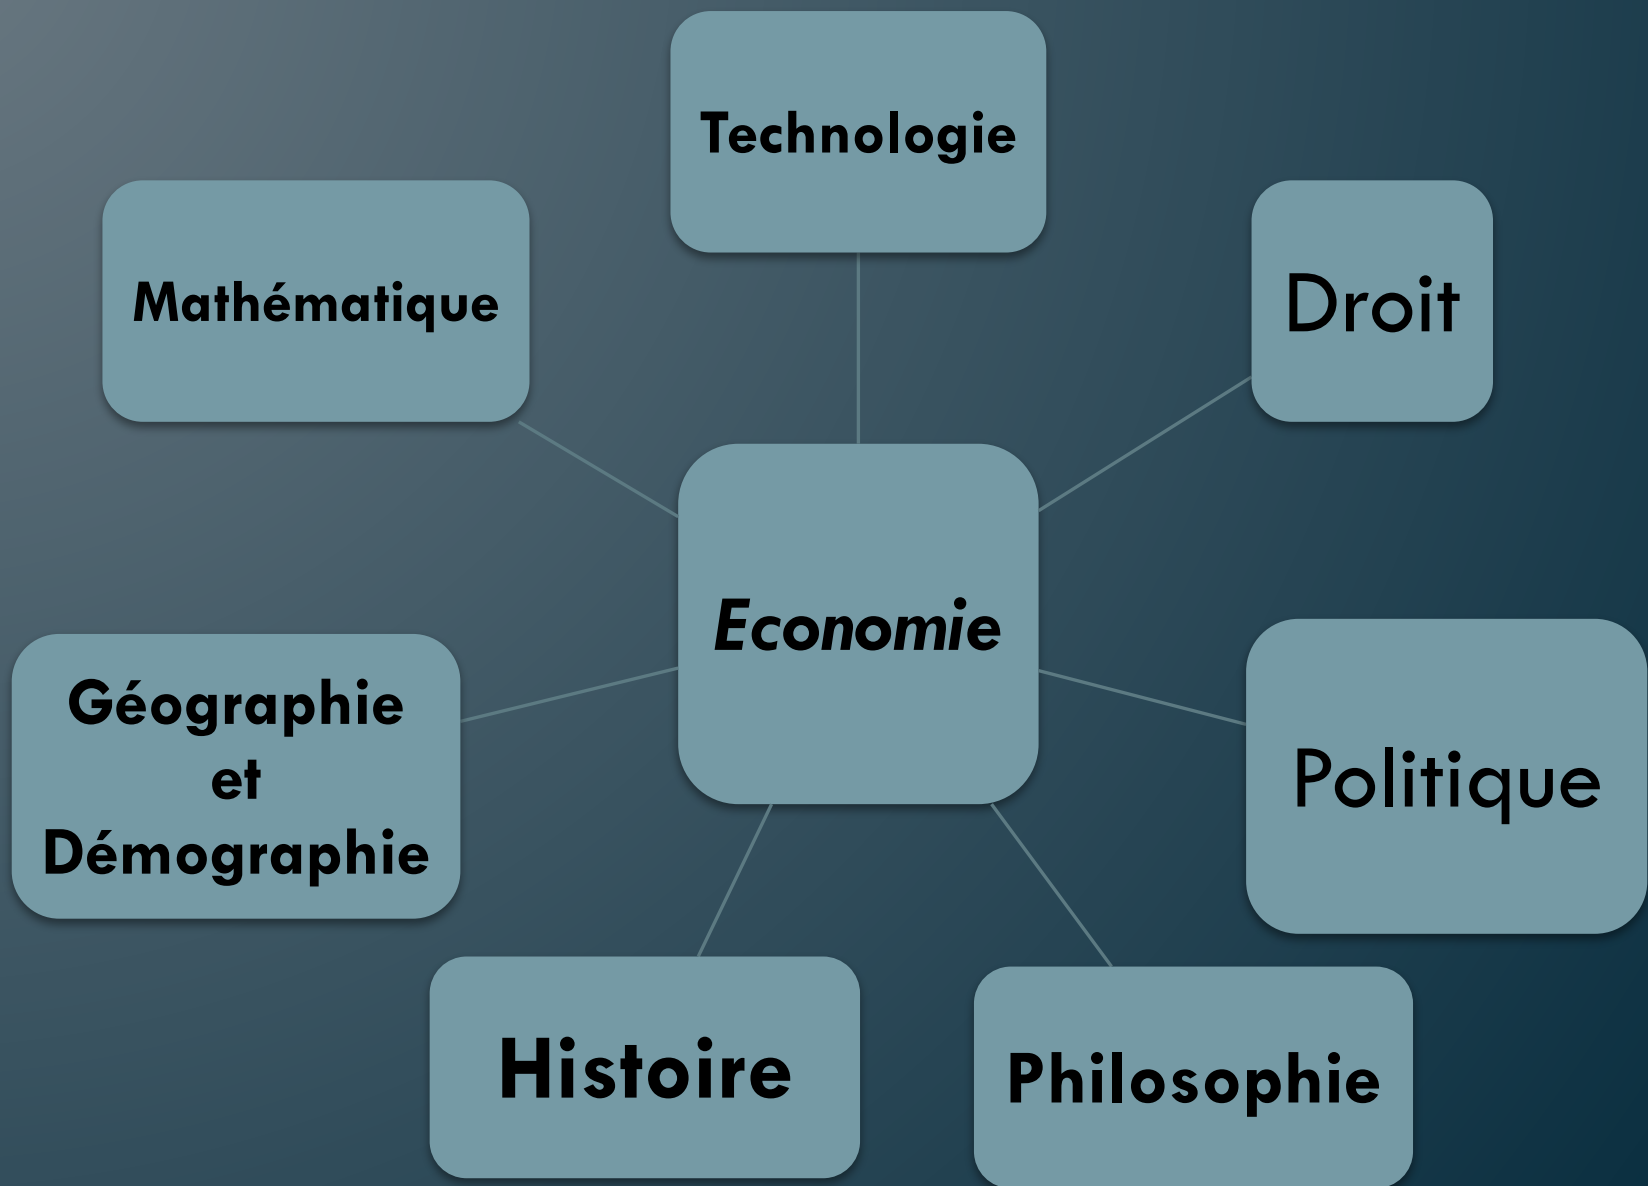 Technologie
Mathématique
Droit
Economie
Géographie
et
Démographie
Politique
Histoire
Philosophie